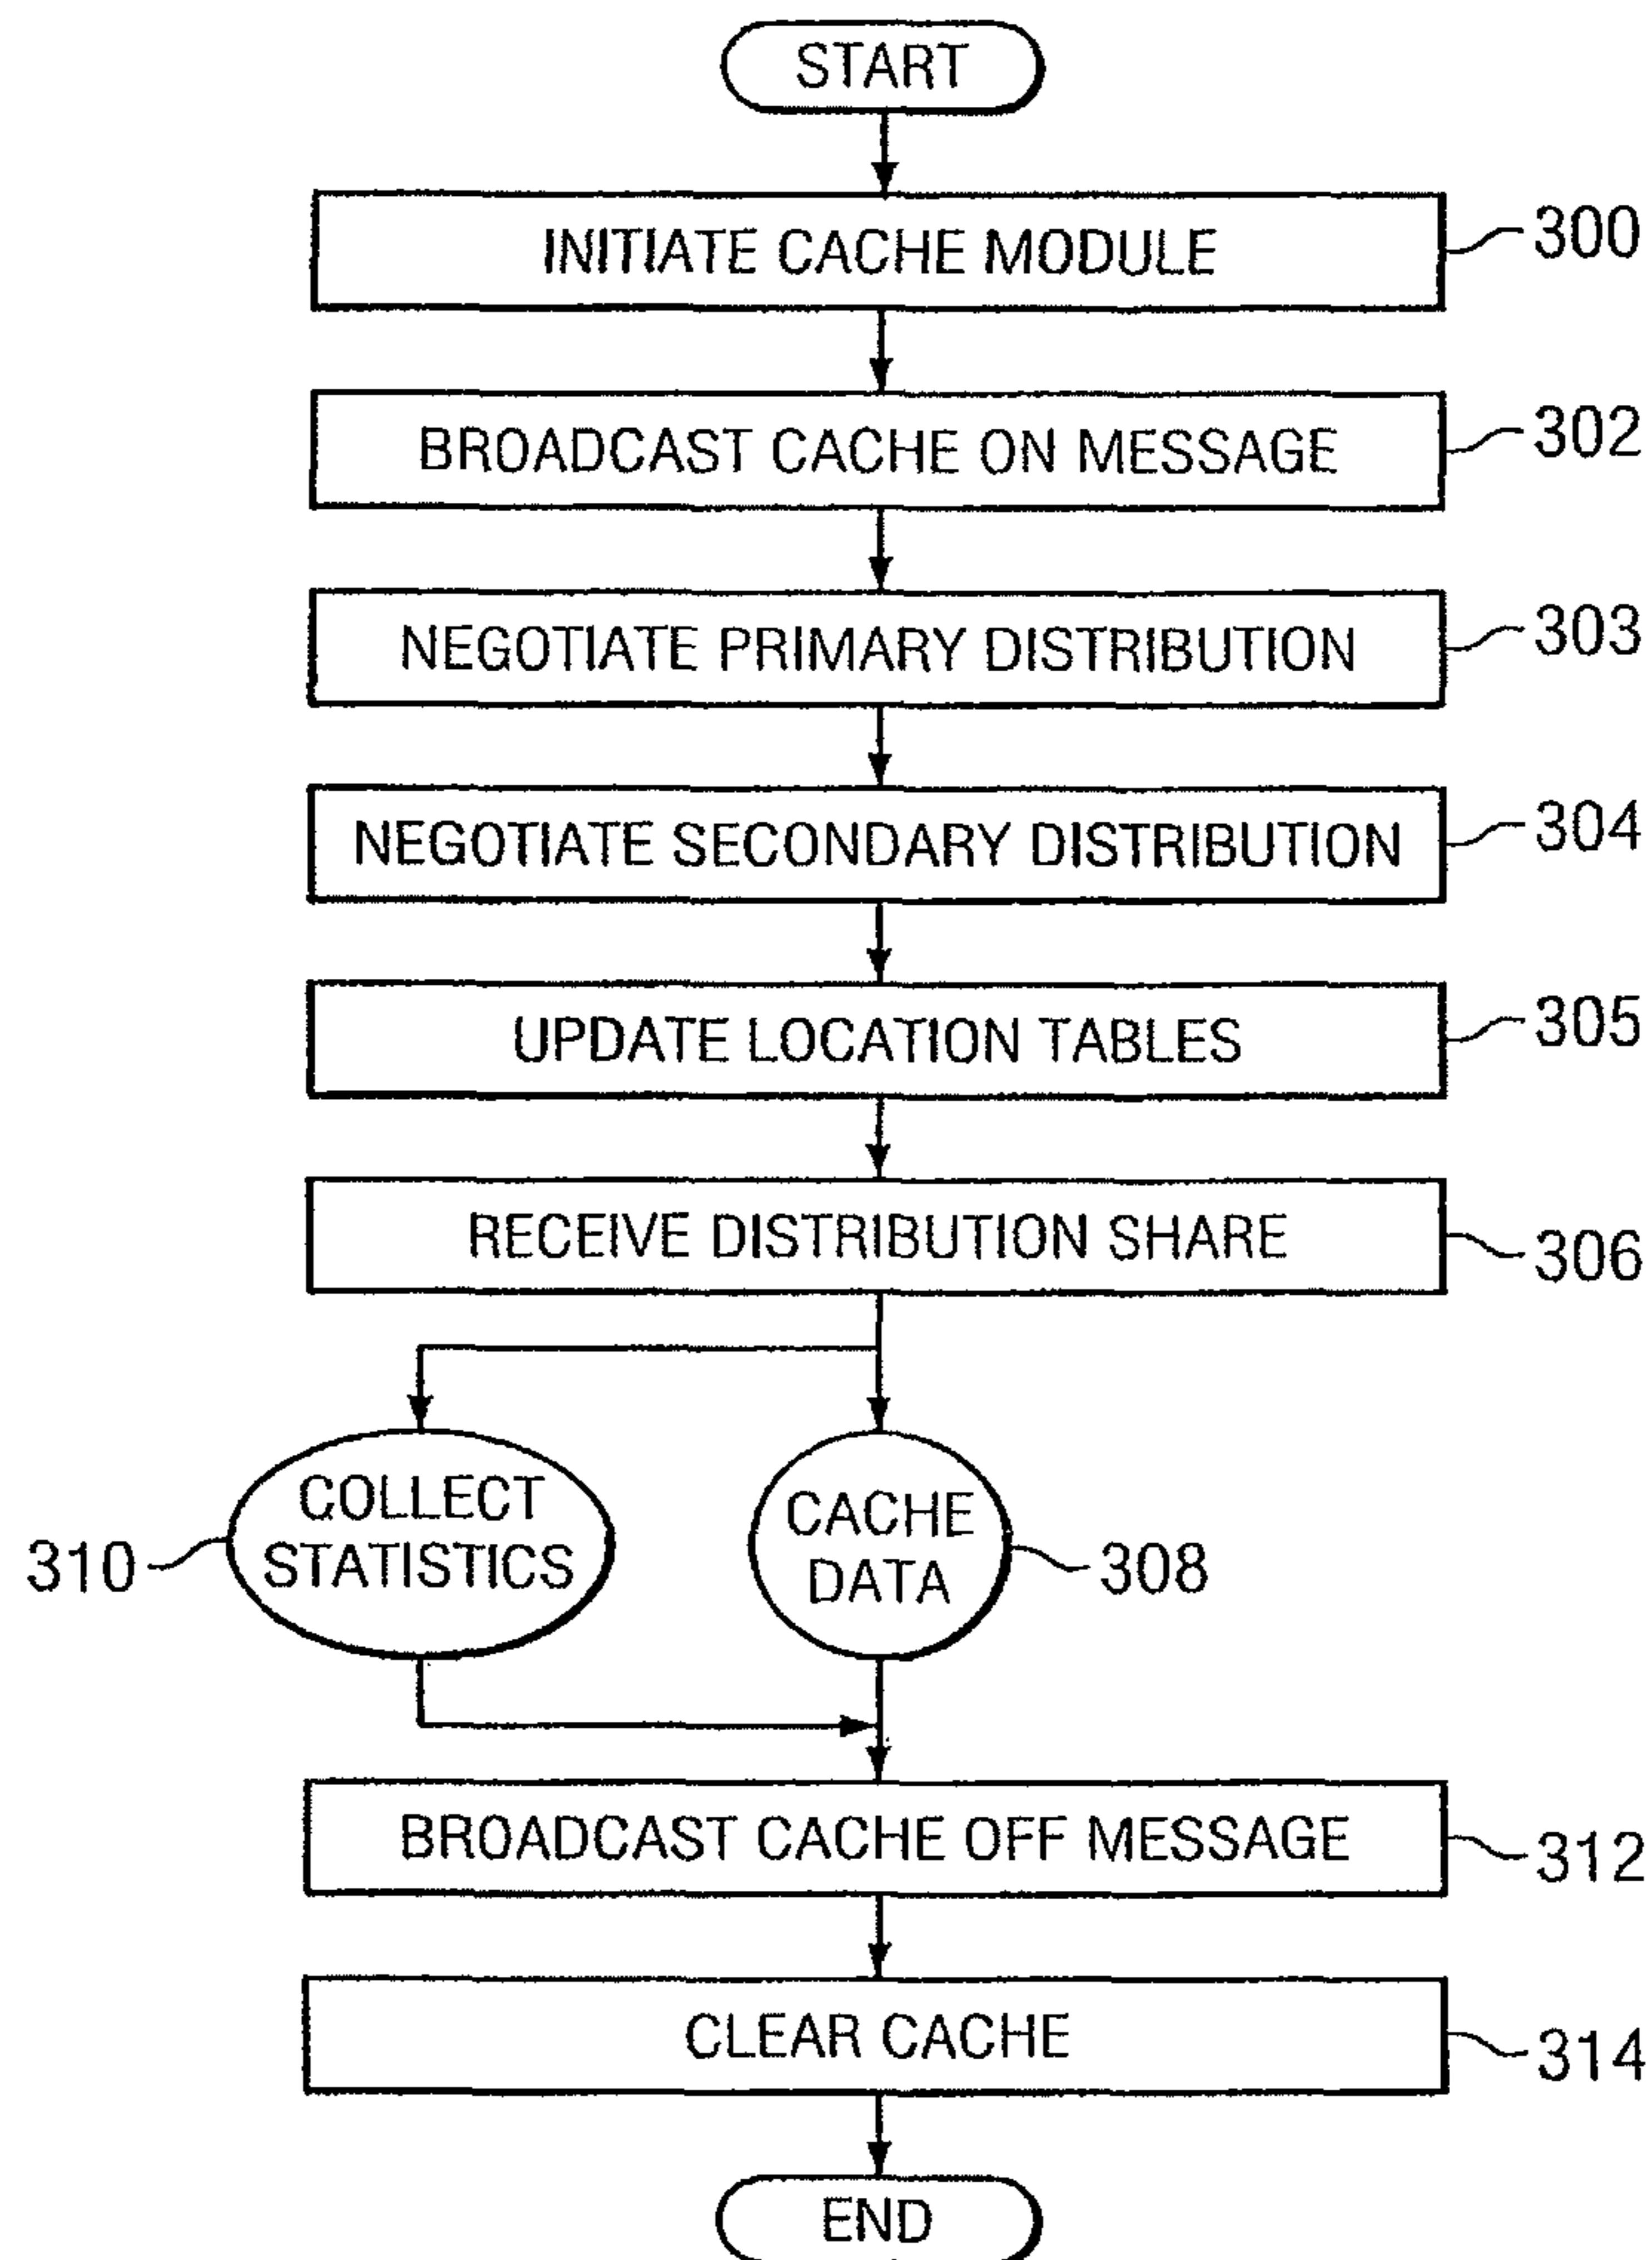 START
INITIATE CACHE MODULE
300
BROADCAST CACHE ON MESSAGE
302
NEGOTIATE PRIMARY DISTRIBUTION
303
NEGOTIATE SECONDARY DISTRIBUTION
304
UPDATE LOCATION TABLES
305
RECEIVE DISTRIBUTION SHARE
306
310
COLLECT
STATISTICS
CACHE
DATA
308
BROADCAST CACHE OFF MESSAGE
312
CLEAR CACHE
314
END